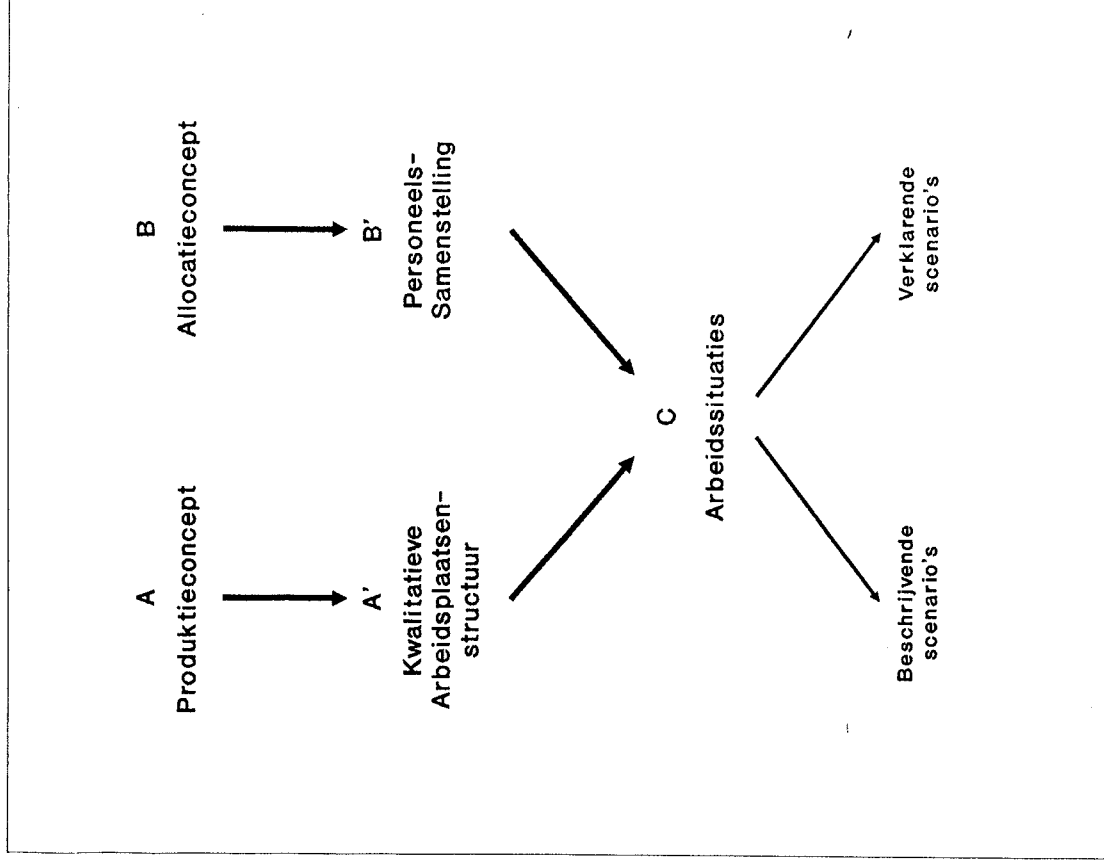 A
Produktieconcept
B
Allocatieconcept
A'
Kwalitatieve
Arbeidsplaatsen-
structuur
B'
Personeels-
Samenstelling
C
Arbeidssituaties
Beschrijvende
scenario's
Verklarende
scenario's